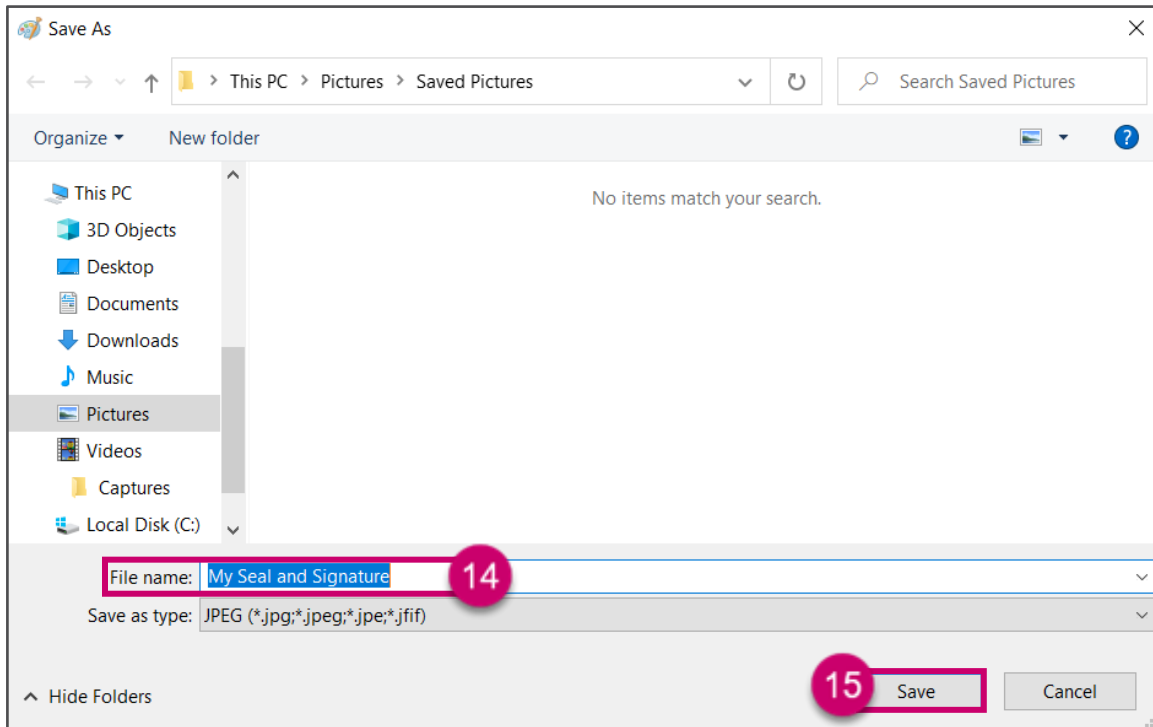 Save As
This PC > Pictures > Saved Pictures
Search Saved Pictures
Organize New folder
?
This PC
No items match your search.
3D Objects
Desktop
Documents
Downloads
Music
Pictures
Videos
Captures
Local Disk (C:)
File name: My Seal and Signature 14
Save as type: JPEG (*.jpg;*.jpeg;*.jpe;*.jfif)
Hide Folders
15 Save Cancel